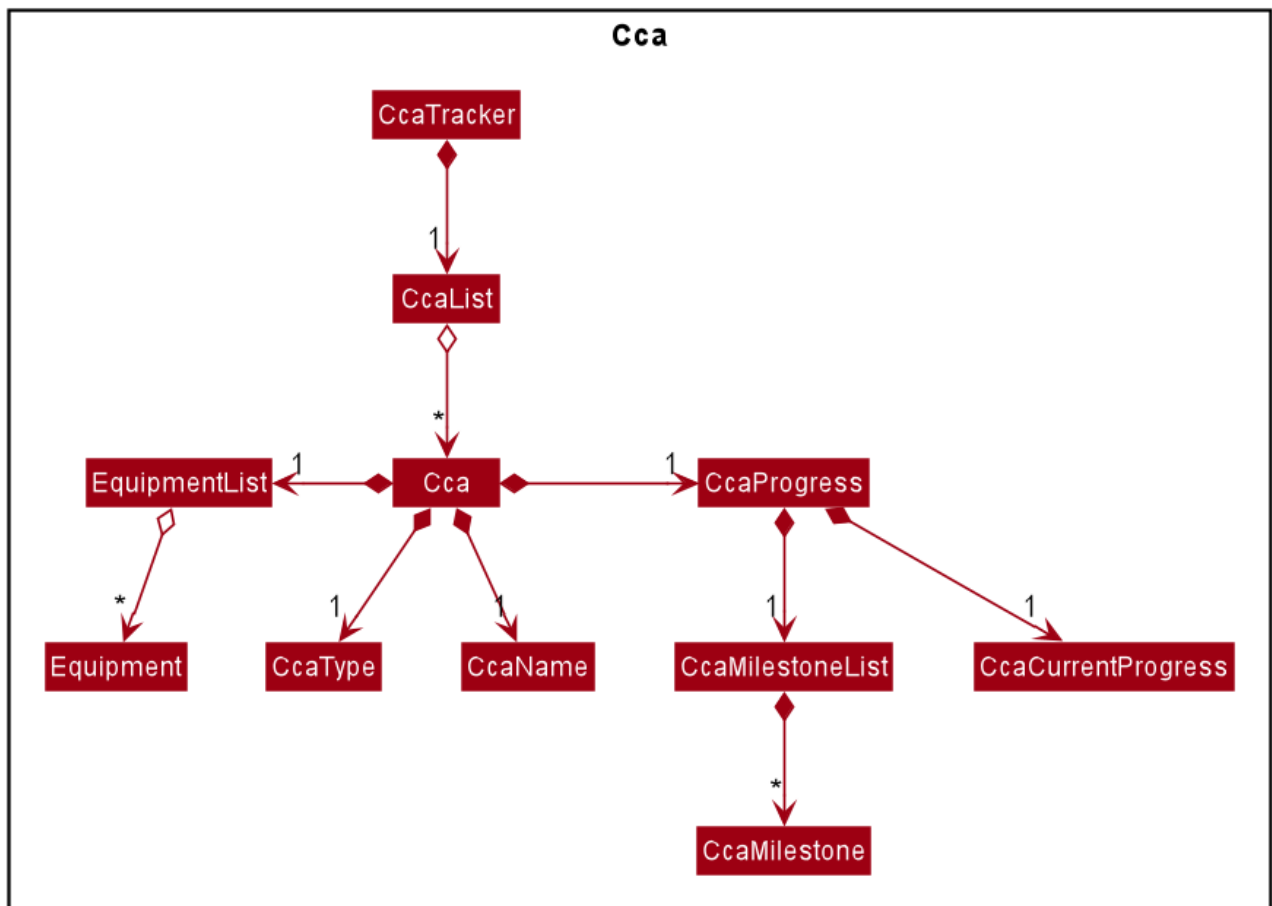 Cca
CcaTracker
1
CcaList
*
EquipmentList
1
Cca
1
CcaProgress
*
1
1
1
1
Equipment
CcaType
CcaName
CcaMilestoneList
CcaCurrentProgress
*
CcaMilestone